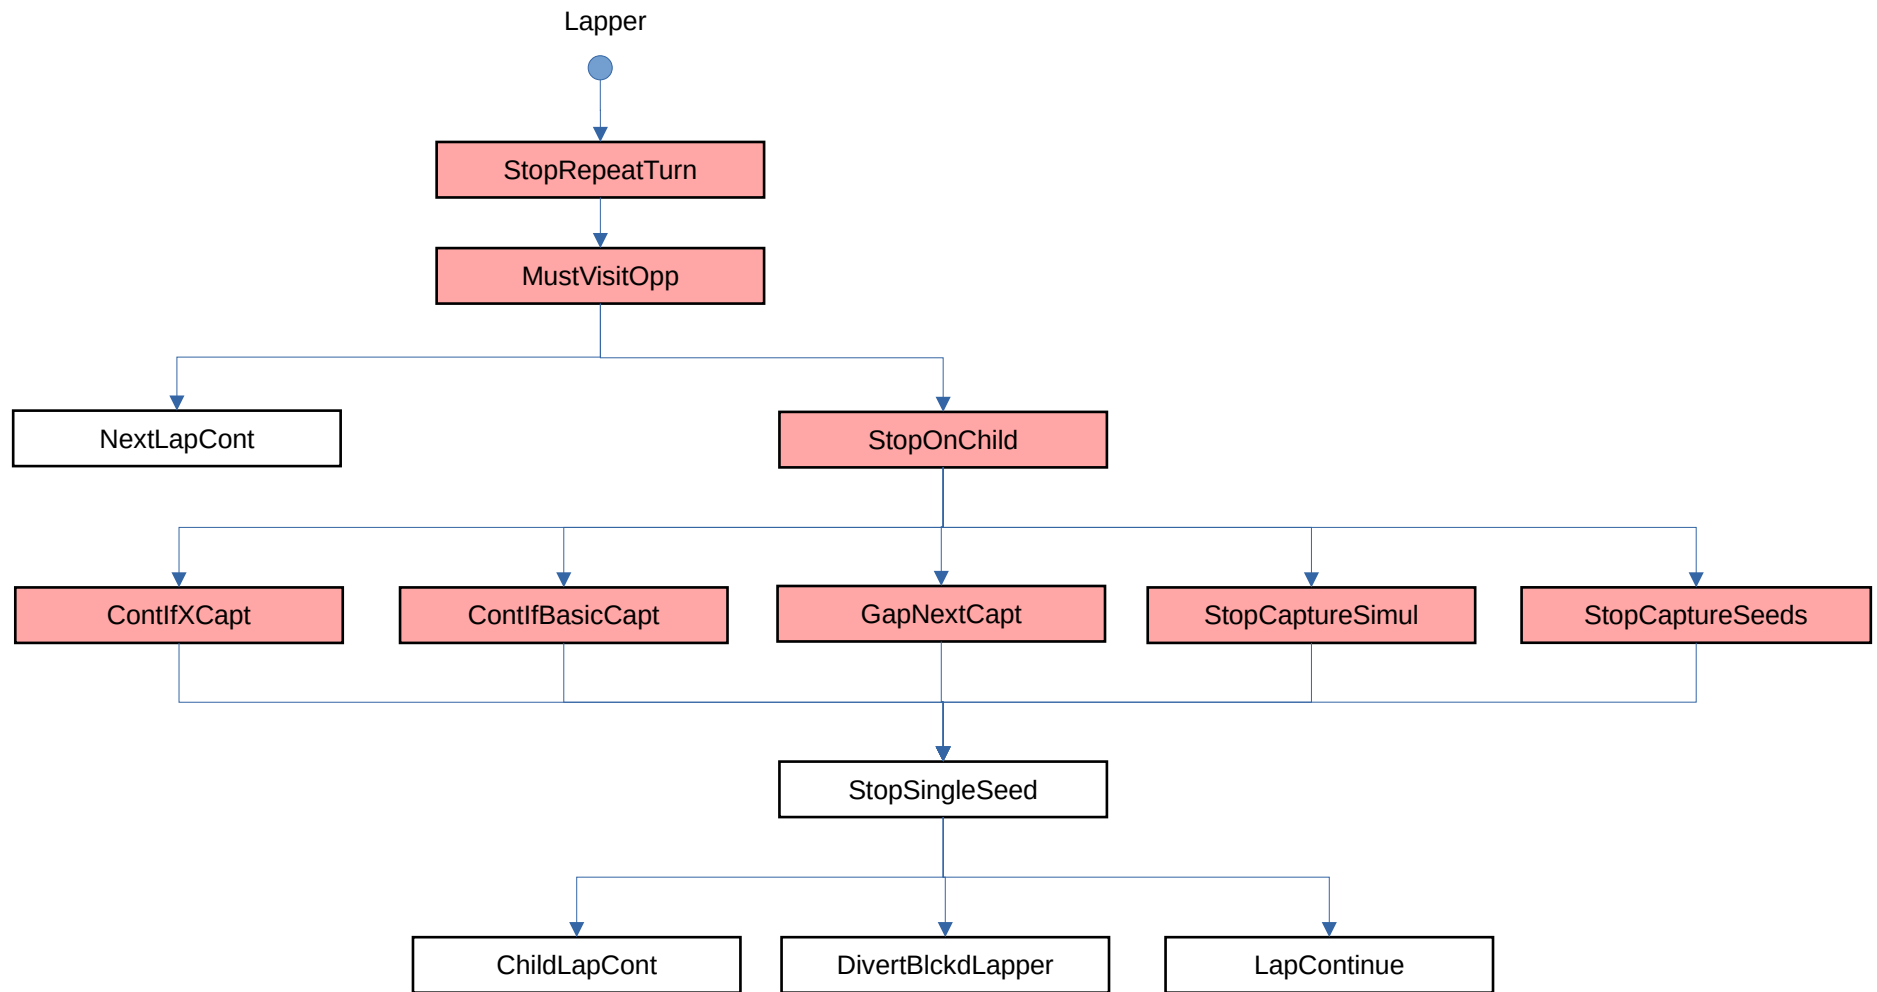 Lapper
StopRepeatTurn
MustVisitOpp
NextLapCont
StopOnChild
ContIfXCapt
ContIfBasicCapt
GapNextCapt
StopCaptureSimul
StopCaptureSeeds
StopSingleSeed
ChildLapCont
DivertBlckdLapper
LapContinue